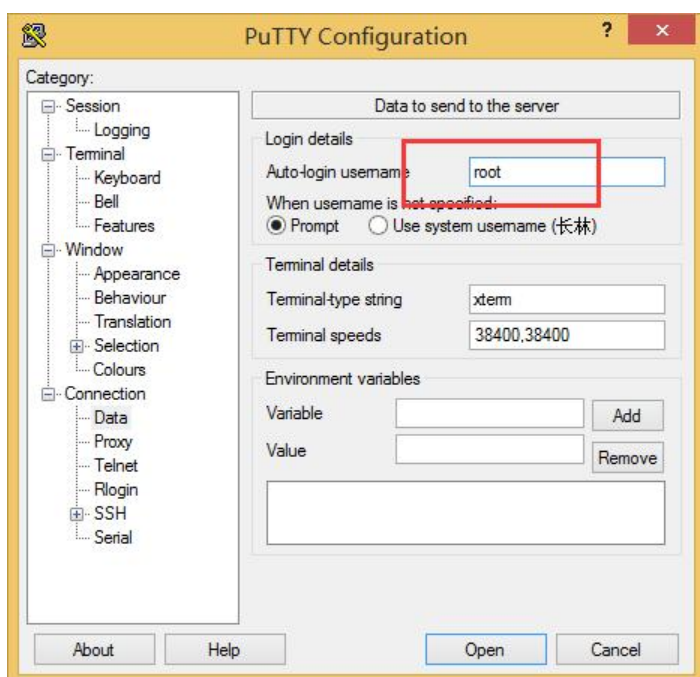 PuTTY Configuration
?
×
Category:
Session
Logging
Terminal
Keyboard
Bell
Features
Window
Appearance
Behaviour
Translation
Selection
Colours
Connection
Data
Proxy
Telnet
Rlogin
SSH
Serial
Data to send to the server
Login details
Auto-login username root
When username is not specified:
Prompt Use system username (长林)
Terminal details
Terminal-type string xterm
Terminal speeds 38400,38400
Environment variables
Variable Add
Value Remove
About Help Open Cancel